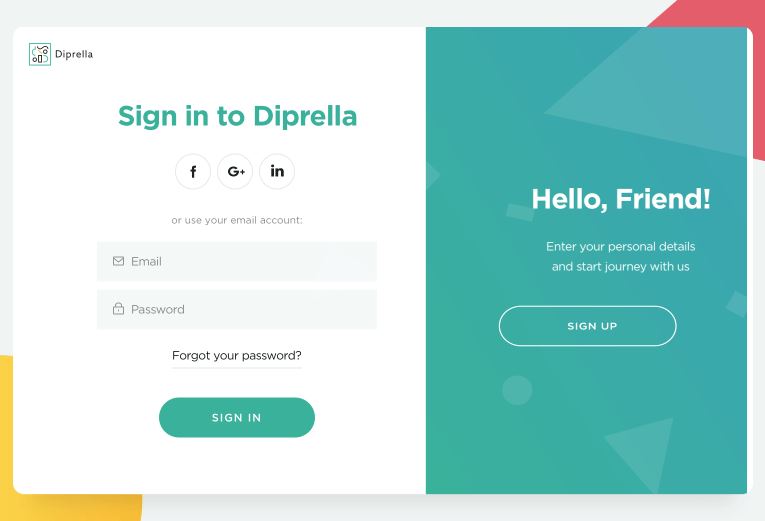 Diprella
Sign in to Diprella
f
G+
in
or use your email account:
Email
Password
Forgot your password?
SIGN IN
Hello, Friend!
Enter your personal details
and start journey with us
SIGN UP